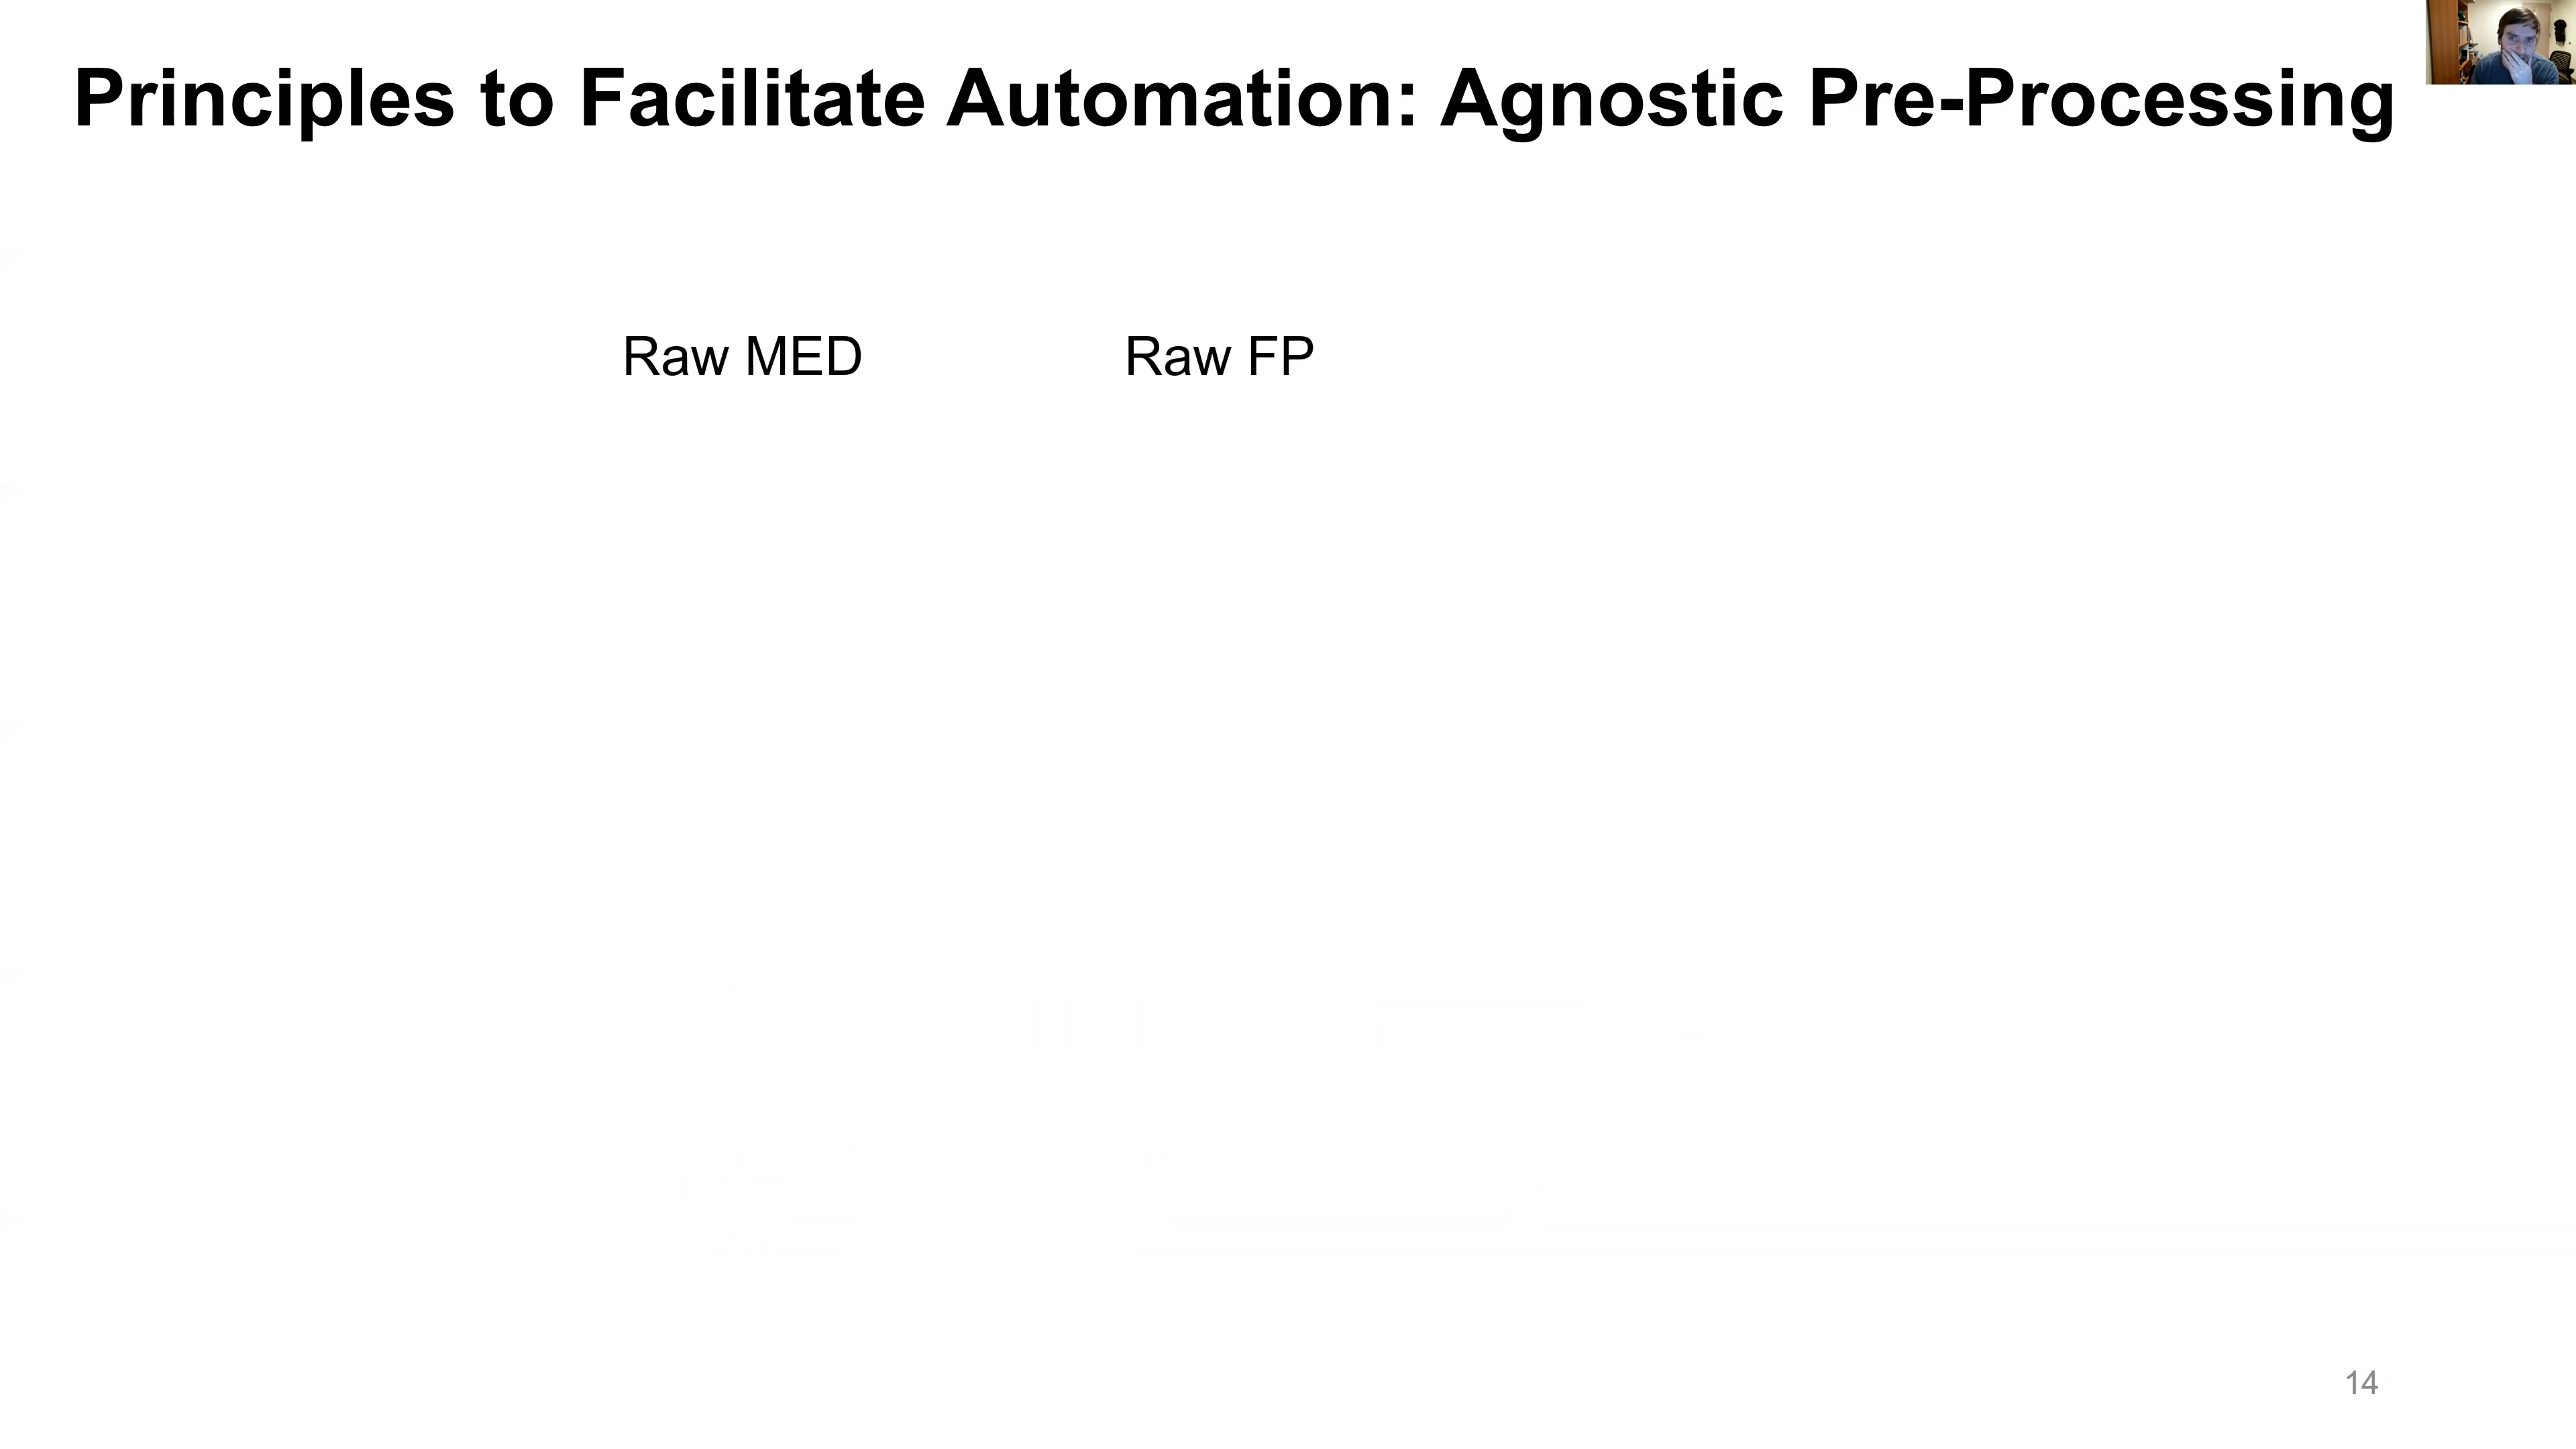 Principles to Facilitate Automation: Agnostic Pre-Processing
Raw MED Raw FP
14